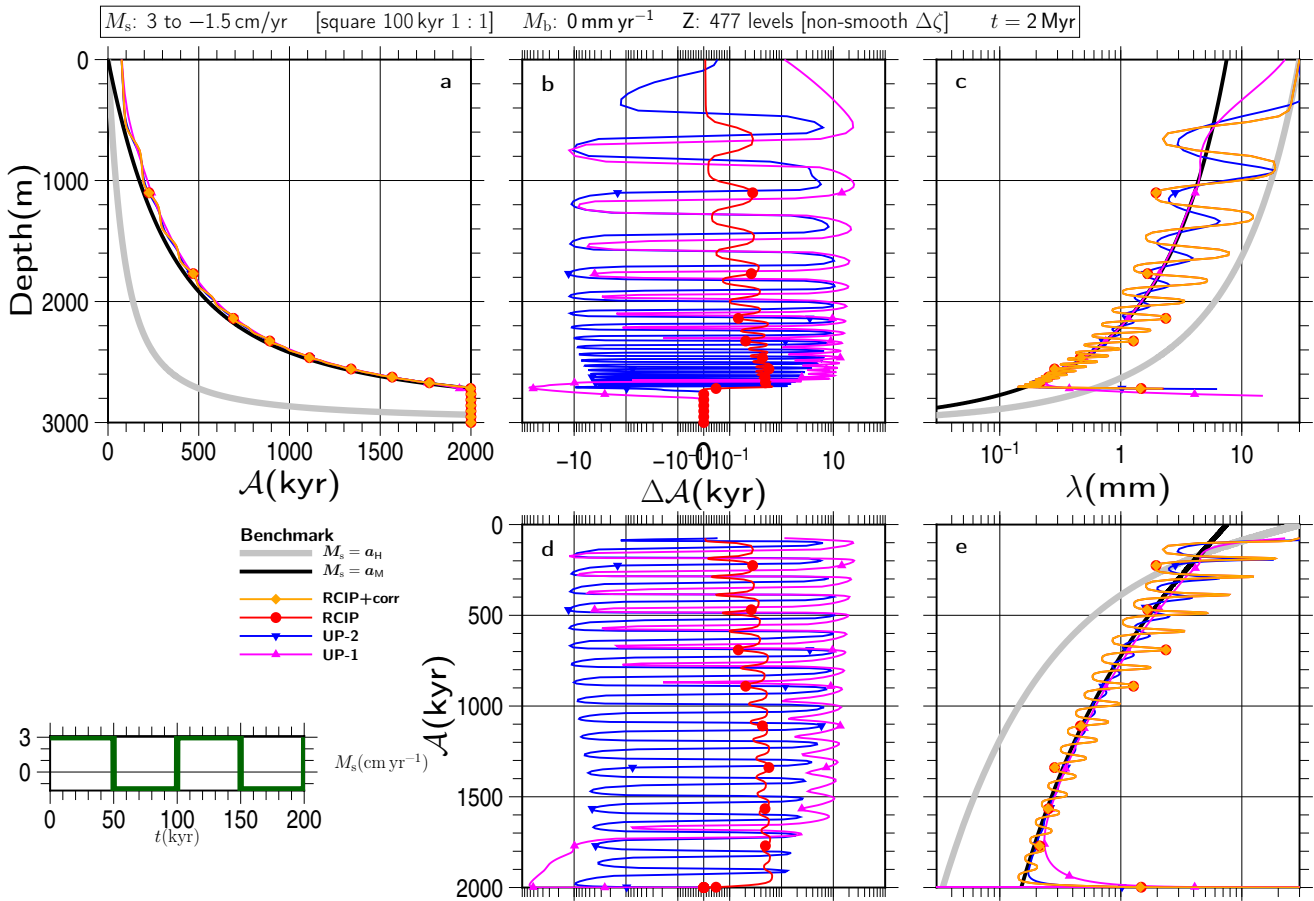 Mₛ: 3 to −1.5 cm/yr [square 100 kyr 1 : 1] M_b: 0 mm yr⁻¹ Z: 477 levels [non-smooth Δζ] t = 2 Myr
a b c
0
1000
2000
3000
Depth(m)
0 500 1000 1500 2000
𝒜(kyr)
−10 −10⁻¹ 0 10⁻¹ 10
Δ𝒜(kyr)
10⁻¹ 1 10
λ(mm)
Benchmark
Mₛ = a_H
Mₛ = a_M
RCIP+corr
RCIP
UP-2
UP-1
d e
0
500
1000
1500
2000
𝒜(kyr)
3
0
Mₛ(cm yr⁻¹)
0 50 100 150 200
t(kyr)